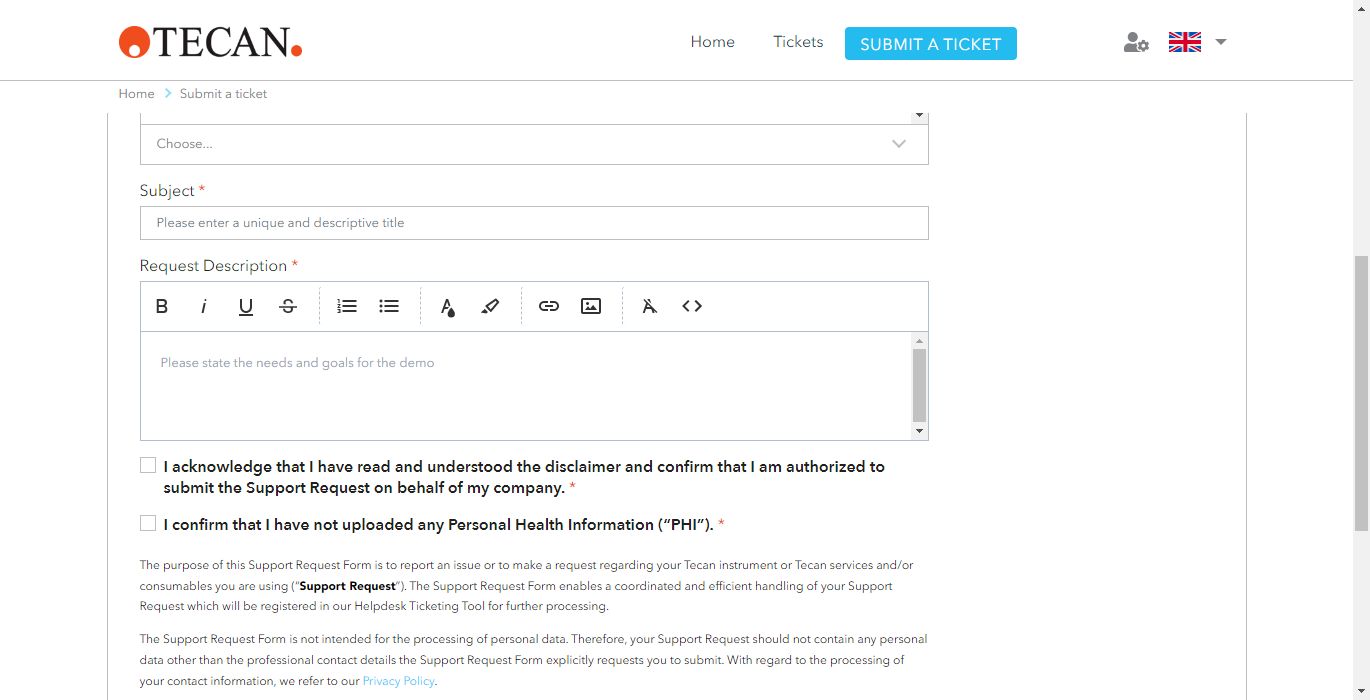 TECAN.
Home
Tickets
SUBMIT A TICKET
Home
Submit a ticket
Choose...
Subject *
Please enter a unique and descriptive title
Request Description *
B i U S A
Please state the needs and goals for the demo
I acknowledge that I have read and understood the disclaimer and confirm that I am authorized to
submit the Support Request on behalf of my company. *
I confirm that I have not uploaded any Personal Health Information (“PHI”). *
The purpose of this Support Request Form is to report an issue or to make a request regarding your Tecan instrument or Tecan services and/or
consumables you are using (“Support Request”). The Support Request Form enables a coordinated and efficient handling of your Support
Request which will be registered in our Helpdesk Ticketing Tool for further processing.
The Support Request Form is not intended for the processing of personal data. Therefore, your Support Request should not contain any personal
data other than the professional contact details the Support Request Form explicitly requests you to submit. With regard to the processing of
your contact information, we refer to our Privacy Policy.